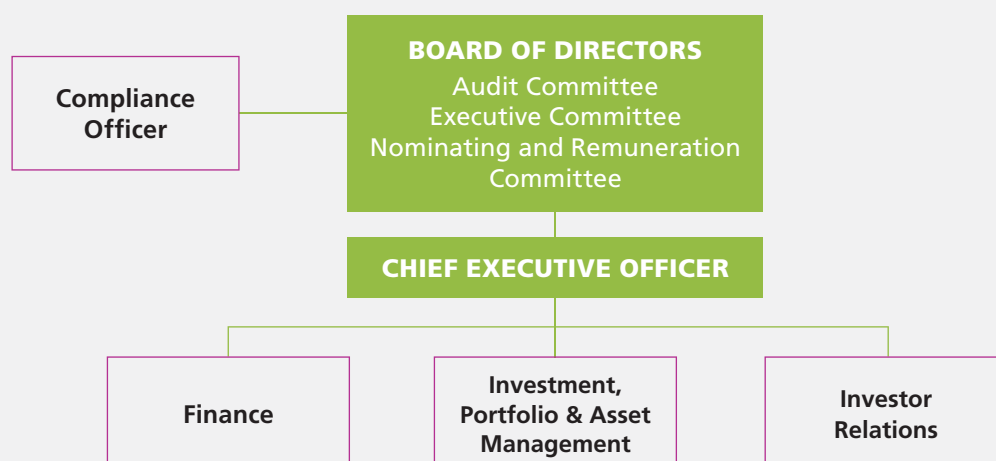 Compliance
Officer
BOARD OF DIRECTORS
Audit Committee
Executive Committee
Nominating and Remuneration
Committee
CHIEF EXECUTIVE OFFICER
Finance
Investment,
Portfolio & Asset
Management
Investor
Relations